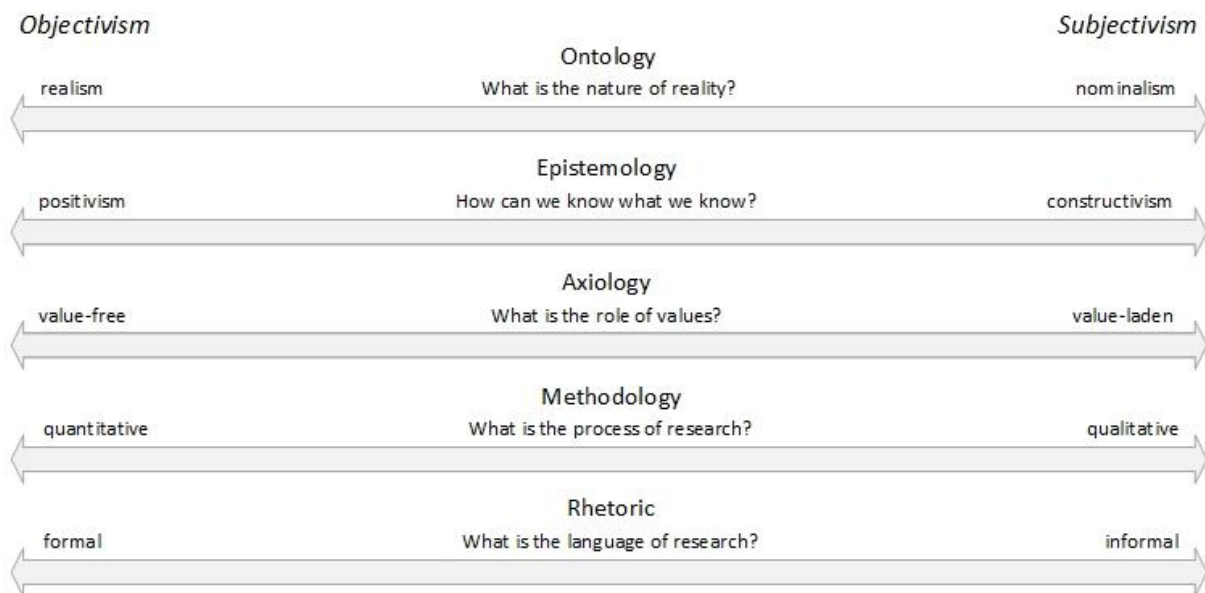 Objectivism Subjectivism
Ontology
realism What is the nature of reality? nominalism
Epistemology
positivism How can we know what we know? constructivism
Axiology
value-free What is the role of values? value-laden
Methodology
quantitative What is the process of research? qualitative
Rhetoric
formal What is the language of research? informal